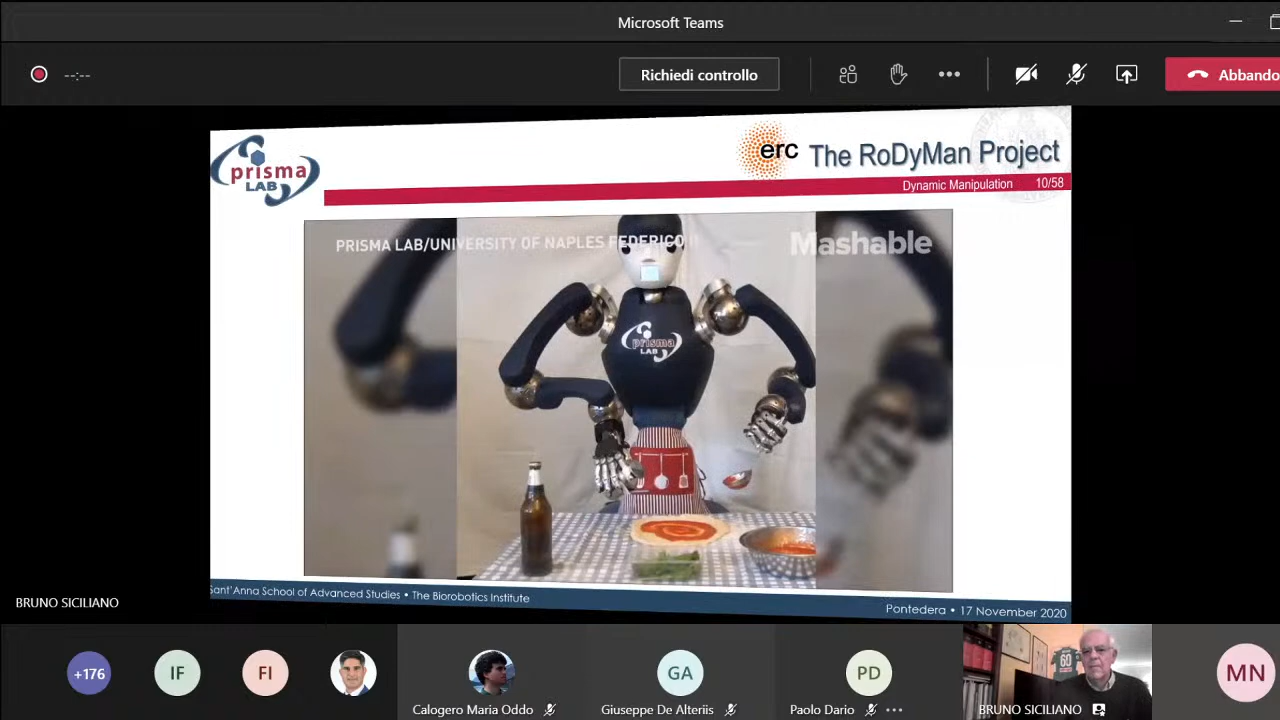 Microsoft Teams
--:--
Richiedi controllo
Abbando
prisma
LAB
erc
The RoDyMan Project
Dynamic Manipulation 10/58
PRISMA LAB/UNIVERSITY OF NAPLES FEDERICO II
Mashable
prisma
LAB
Sant'Anna School of Advanced Studies • The Biorobotics Institute
Pontedera • 17 November 2020
BRUNO SICILIANO
+176
IF
FI
GA
PD
60
MN
Calogero Maria Oddo
Giuseppe De Alteriis
Paolo Dario
BRUNO SICILIANO